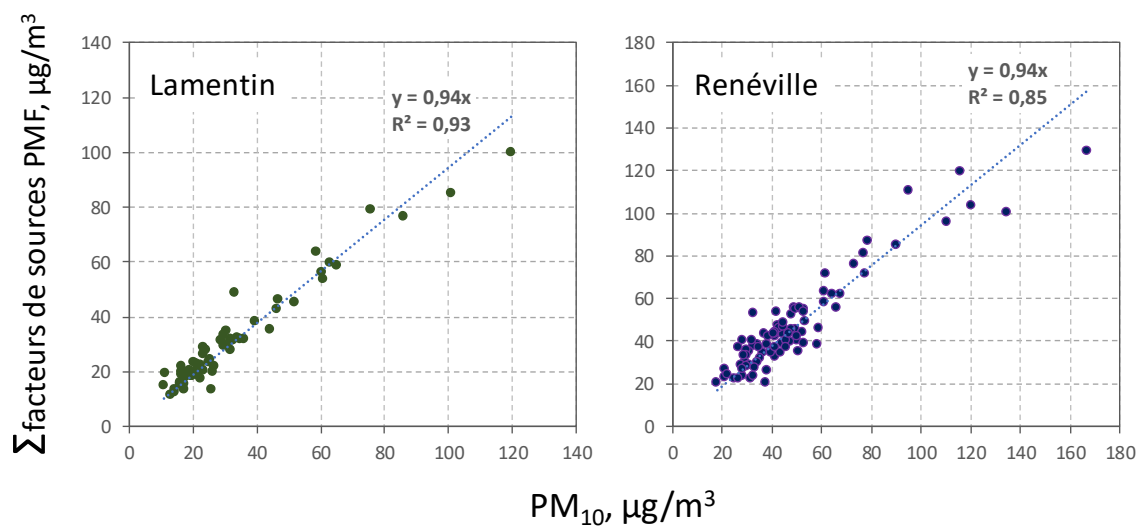 Σfacteurs de sources PMF, µg/m³
140
120
100
80
60
40
20
0
Lamentin
y = 0,94x
R² = 0,93
0 20 40 60 80 100 120 140
180
160
140
120
100
80
60
40
20
0
Renéville
y = 0,94x
R² = 0,85
0 20 40 60 80 100 120 140 160 180
PM₁₀, µg/m³